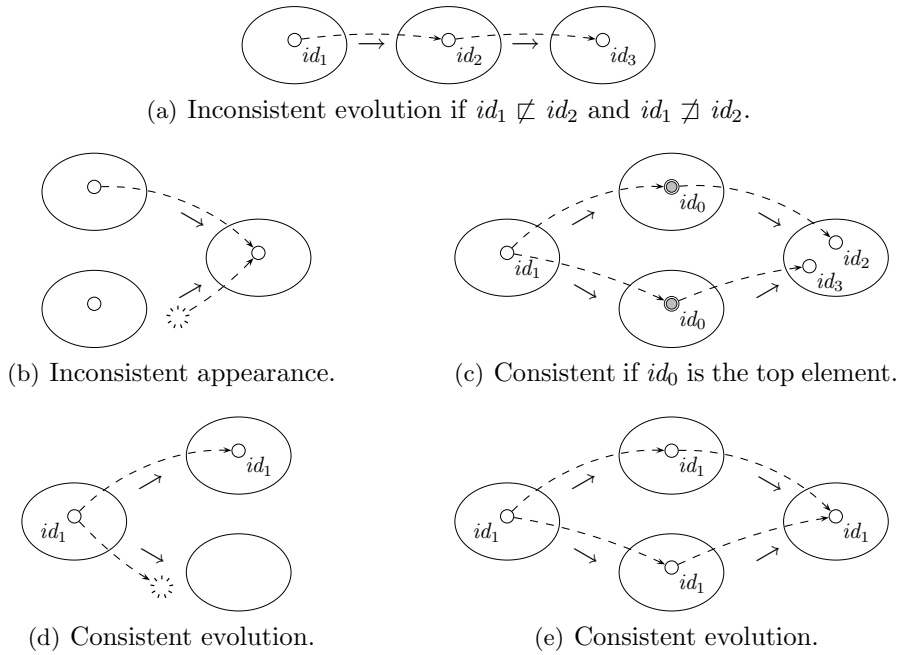 id₁ id₂ id₃
(a) Inconsistent evolution if id₁ ⋤ id₂ and id₁ ⋥ id₂.
id₀
id₁ id₂
id₃
id₀
(b) Inconsistent appearance.
(c) Consistent if id₀ is the top element.
id₁
id₁
(d) Consistent evolution.
id₁
id₁ id₁
id₁
(e) Consistent evolution.